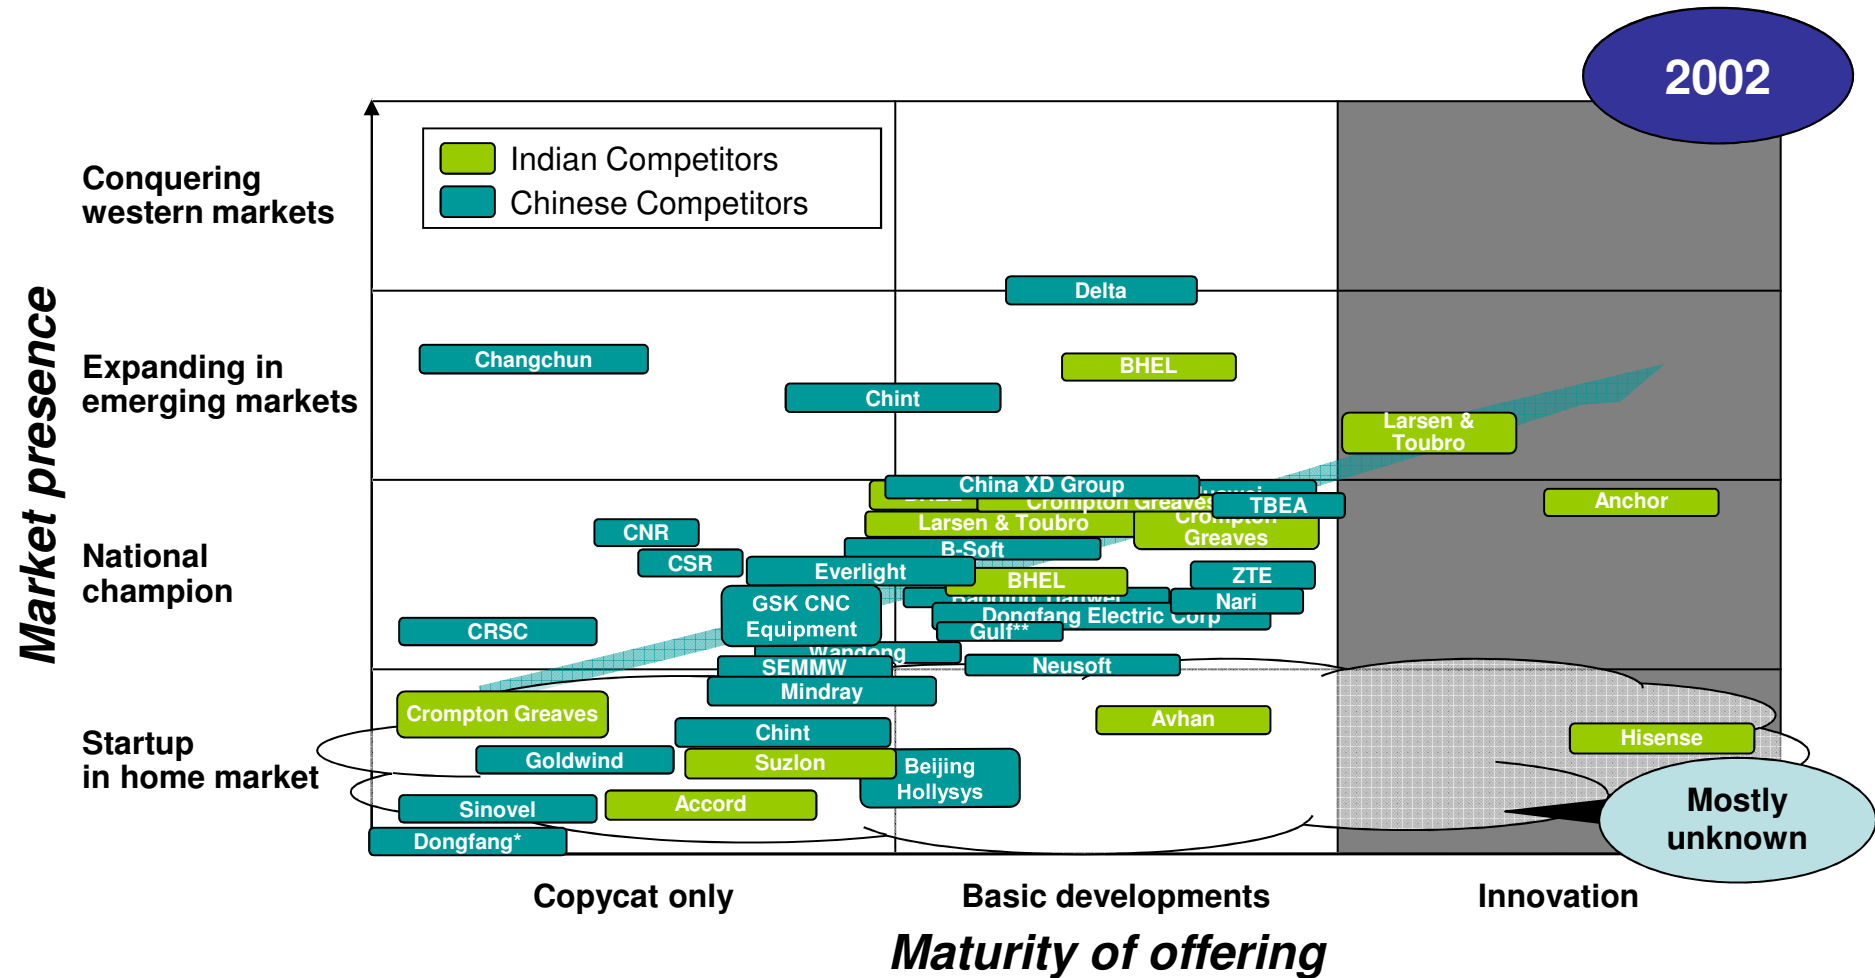 2002
Indian Competitors
Chinese Competitors
Conquering
western markets
Delta
Expanding in
emerging markets
Changchun
BHEL
Chint
Larsen &
Toubro
Market presence
National
champion
China XD Group
Crompton Greaves
TBEA
Anchor
Larsen & Toubro
Crompton
Greaves
CNR
B-Soft
CSR
Everlight
BHEL
ZTE
GSK CNC
Equipment
Nari
Dongfang Electric Corp
CRSC
Gulf**
Wandong
SEMMW
Neusoft
Mindray
Startup
in home market
Crompton Greaves
Avhan
Chint
Hisense
Goldwind
Suzlon
Beijing
Hollysys
Sinovel
Accord
Dongfang*
Mostly
unknown
Copycat only
Basic developments
Innovation
Maturity of offering